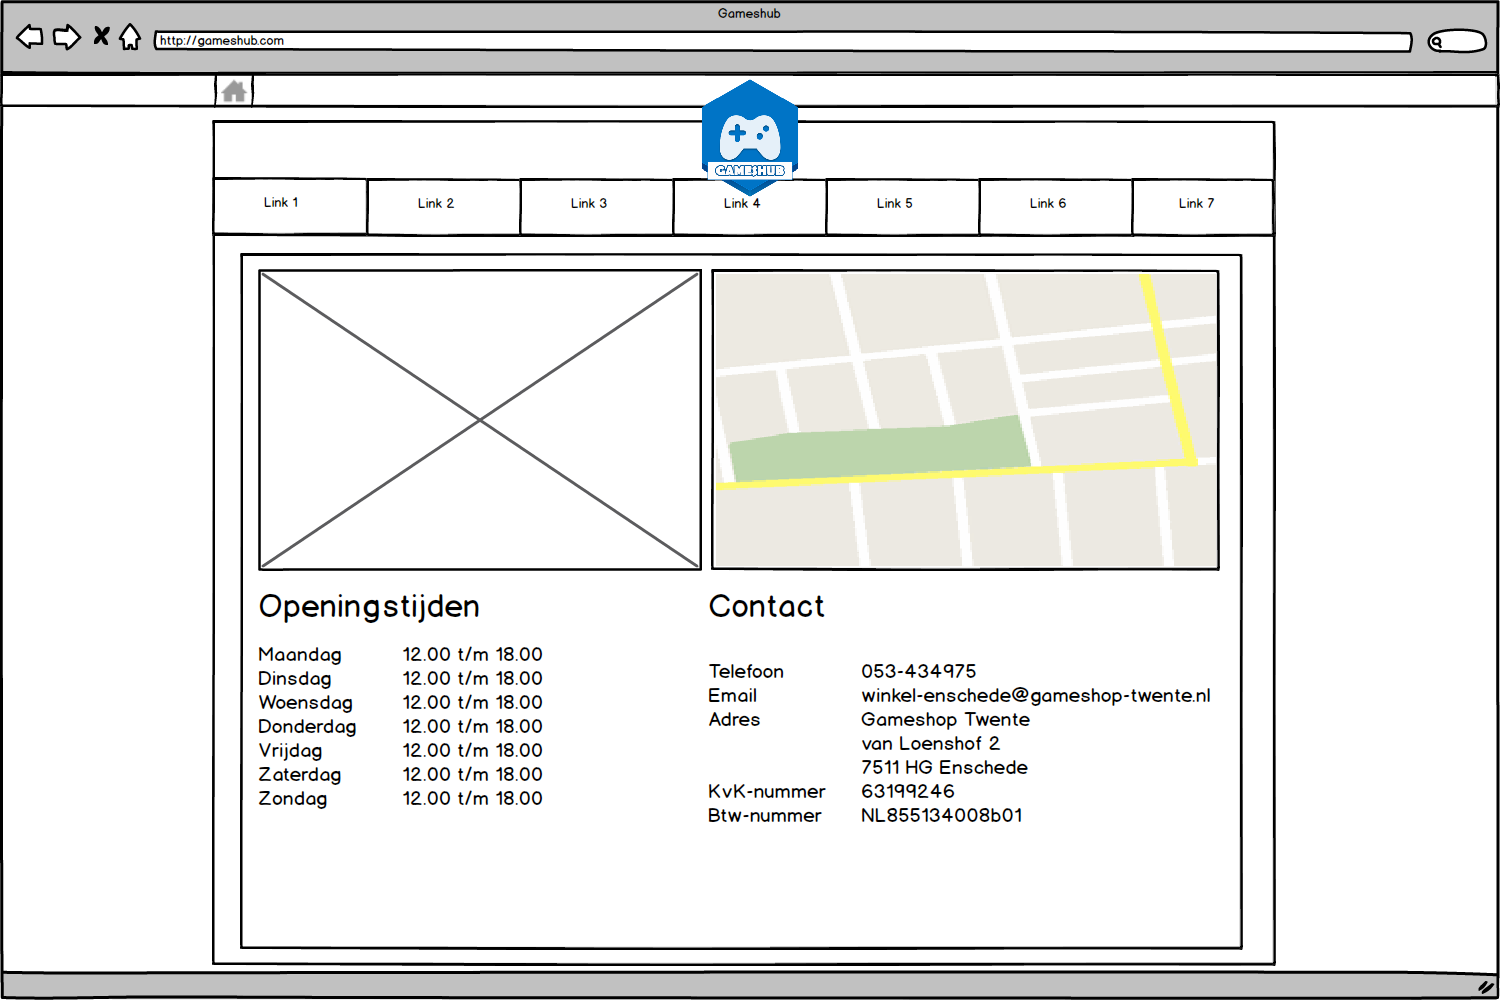 Gameshub
http://gameshub.com
GAMESHUB
Link 1 Link 2 Link 3 Link 4 Link 5 Link 6 Link 7
Openingstijden
Maandag 12.00 t/m 18.00
Dinsdag 12.00 t/m 18.00
Woensdag 12.00 t/m 18.00
Donderdag 12.00 t/m 18.00
Vrijdag 12.00 t/m 18.00
Zaterdag 12.00 t/m 18.00
Zondag 12.00 t/m 18.00
Contact
Telefoon 053-434975
Email winkel-enschede@gameshop-twente.nl
Adres Gameshop Twente
van Loenshof 2
7511 HG Enschede
KvK-nummer 63199246
Btw-nummer NL855134008b01